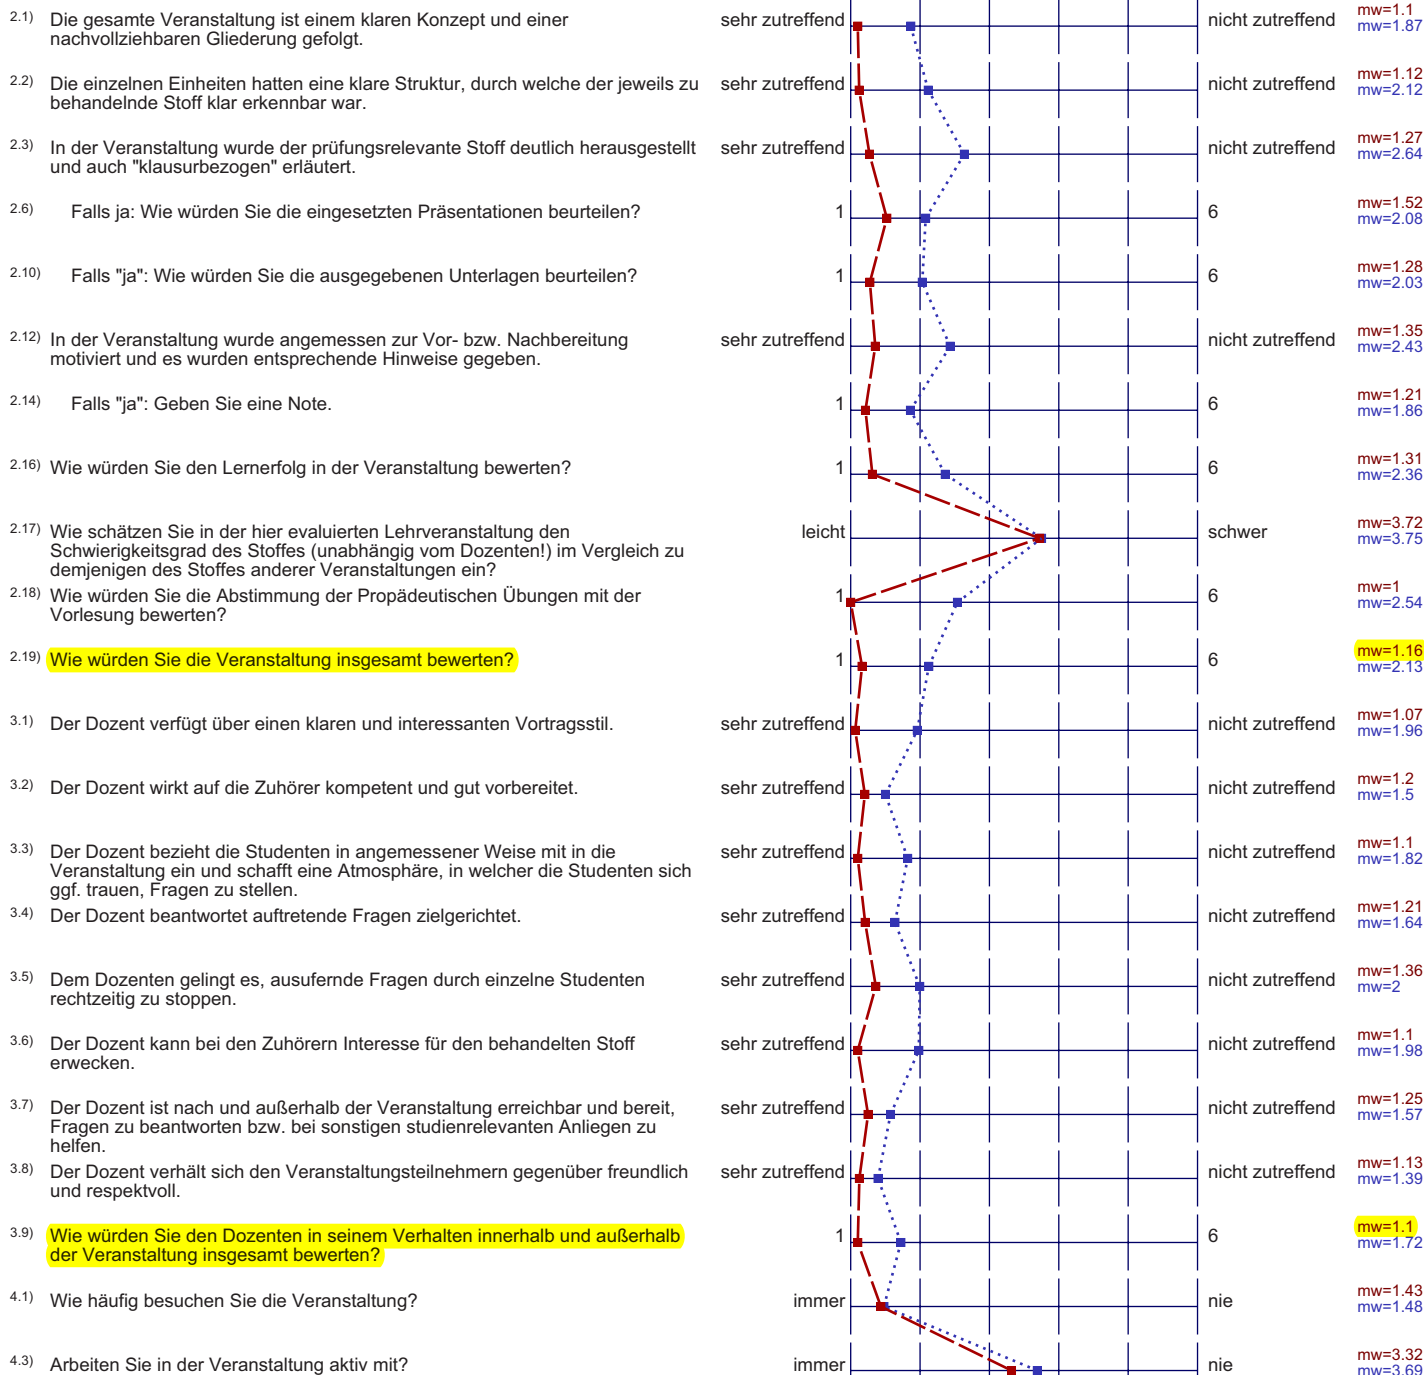 2.1) Die gesamte Veranstaltung ist einem klaren Konzept und einer
nachvollziehbaren Gliederung gefolgt.
sehr zutreffend nicht zutreffend mw=1.1
mw=1.87
2.2) Die einzelnen Einheiten hatten eine klare Struktur, durch welche der jeweils zu
behandelnde Stoff klar erkennbar war.
sehr zutreffend nicht zutreffend mw=1.12
mw=2.12
2.3) In der Veranstaltung wurde der prüfungsrelevante Stoff deutlich herausgestellt
und auch "klausurbezogen" erläutert.
sehr zutreffend nicht zutreffend mw=1.27
mw=2.64
2.6) Falls ja: Wie würden Sie die eingesetzten Präsentationen beurteilen?
1 6 mw=1.52
mw=2.08
2.10) Falls "ja": Wie würden Sie die ausgegebenen Unterlagen beurteilen?
1 6 mw=1.28
mw=2.03
2.12) In der Veranstaltung wurde angemessen zur Vor- bzw. Nachbereitung
motiviert und es wurden entsprechende Hinweise gegeben.
sehr zutreffend nicht zutreffend mw=1.35
mw=2.43
2.14) Falls "ja": Geben Sie eine Note.
1 6 mw=1.21
mw=1.86
2.16) Wie würden Sie den Lernerfolg in der Veranstaltung bewerten?
1 6 mw=1.31
mw=2.36
2.17) Wie schätzen Sie in der hier evaluierten Lehrveranstaltung den
Schwierigkeitsgrad des Stoffes (unabhängig vom Dozenten!) im Vergleich zu
demjenigen des Stoffes anderer Veranstaltungen ein?
leicht schwer mw=3.72
mw=3.75
2.18) Wie würden Sie die Abstimmung der Propädeutischen Übungen mit der
Vorlesung bewerten?
1 6 mw=1
mw=2.54
2.19) Wie würden Sie die Veranstaltung insgesamt bewerten?
1 6 mw=1.16
mw=2.13
3.1) Der Dozent verfügt über einen klaren und interessanten Vortragsstil.
sehr zutreffend nicht zutreffend mw=1.07
mw=1.96
3.2) Der Dozent wirkt auf die Zuhörer kompetent und gut vorbereitet.
sehr zutreffend nicht zutreffend mw=1.2
mw=1.5
3.3) Der Dozent bezieht die Studenten in angemessener Weise mit in die
Veranstaltung ein und schafft eine Atmosphäre, in welcher die Studenten sich
ggf. trauen, Fragen zu stellen.
sehr zutreffend nicht zutreffend mw=1.1
mw=1.82
3.4) Der Dozent beantwortet auftretende Fragen zielgerichtet.
sehr zutreffend nicht zutreffend mw=1.21
mw=1.64
3.5) Dem Dozenten gelingt es, ausufernde Fragen durch einzelne Studenten
rechtzeitig zu stoppen.
sehr zutreffend nicht zutreffend mw=1.36
mw=2
3.6) Der Dozent kann bei den Zuhörern Interesse für den behandelten Stoff
erwecken.
sehr zutreffend nicht zutreffend mw=1.1
mw=1.98
3.7) Der Dozent ist nach und außerhalb der Veranstaltung erreichbar und bereit,
Fragen zu beantworten bzw. bei sonstigen studienrelevanten Anliegen zu
helfen.
sehr zutreffend nicht zutreffend mw=1.25
mw=1.57
3.8) Der Dozent verhält sich den Veranstaltungsteilnehmern gegenüber freundlich
und respektvoll.
sehr zutreffend nicht zutreffend mw=1.13
mw=1.39
3.9) Wie würden Sie den Dozenten in seinem Verhalten innerhalb und außerhalb
der Veranstaltung insgesamt bewerten?
1 6 mw=1.1
mw=1.72
4.1) Wie häufig besuchen Sie die Veranstaltung?
immer nie mw=1.43
mw=1.48
4.3) Arbeiten Sie in der Veranstaltung aktiv mit?
immer nie mw=3.32
mw=3.69